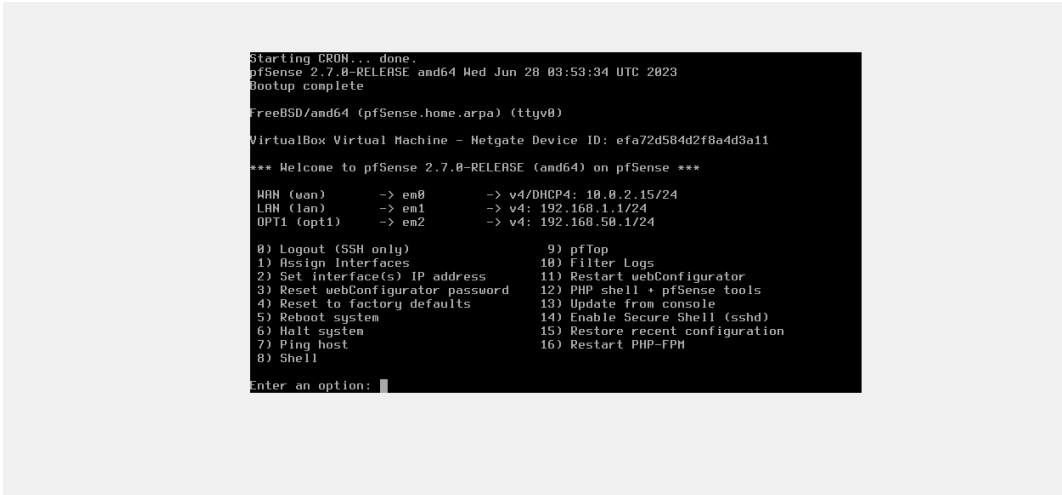 Starting CRON... done.
pfSense 2.7.0-RELEASE amd64 Wed Jun 28 03:53:34 UTC 2023
Bootup complete
FreeBSD/amd64 (pfSense.home.arpa) (ttyv0)
VirtualBox Virtual Machine - Netgate Device ID: efa72d584d2f8a4d3a11
*** Welcome to pfSense 2.7.0-RELEASE (amd64) on pfSense ***
WAN (wan) -> em0 -> v4/DHCP4: 10.0.2.15/24
LAN (lan) -> em1 -> v4: 192.168.1.1/24
OPT1 (opt1) -> em2 -> v4: 192.168.50.1/24
0) Logout (SSH only) 9) pfTop
1) Assign Interfaces 10) Filter Logs
2) Set interface(s) IP address 11) Restart webConfigurator
3) Reset webConfigurator password 12) PHP shell + pfSense tools
4) Reset to factory defaults 13) Update from console
5) Reboot system 14) Enable Secure Shell (sshd)
6) Halt system 15) Restore recent configuration
7) Ping host 16) Restart PHP-FPM
8) Shell
Enter an option: